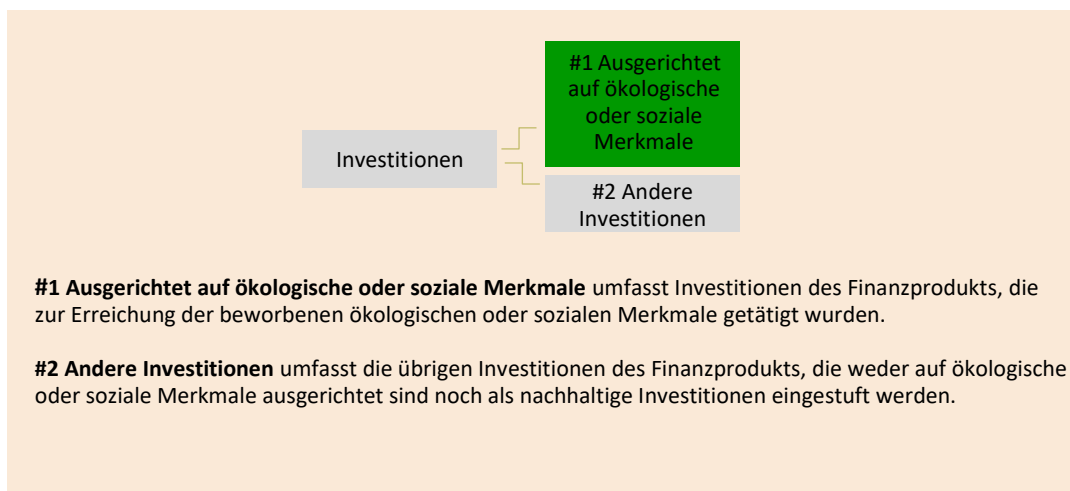 #1 Ausgerichtet
auf ökologische
oder soziale
Merkmale
Investitionen
#2 Andere
Investitionen
#1 Ausgerichtet auf ökologische oder soziale Merkmale umfasst Investitionen des Finanzprodukts, die
zur Erreichung der beworbenen ökologischen oder sozialen Merkmale getätigt wurden.
#2 Andere Investitionen umfasst die übrigen Investitionen des Finanzprodukts, die weder auf ökologische
oder soziale Merkmale ausgerichtet sind noch als nachhaltige Investitionen eingestuft werden.